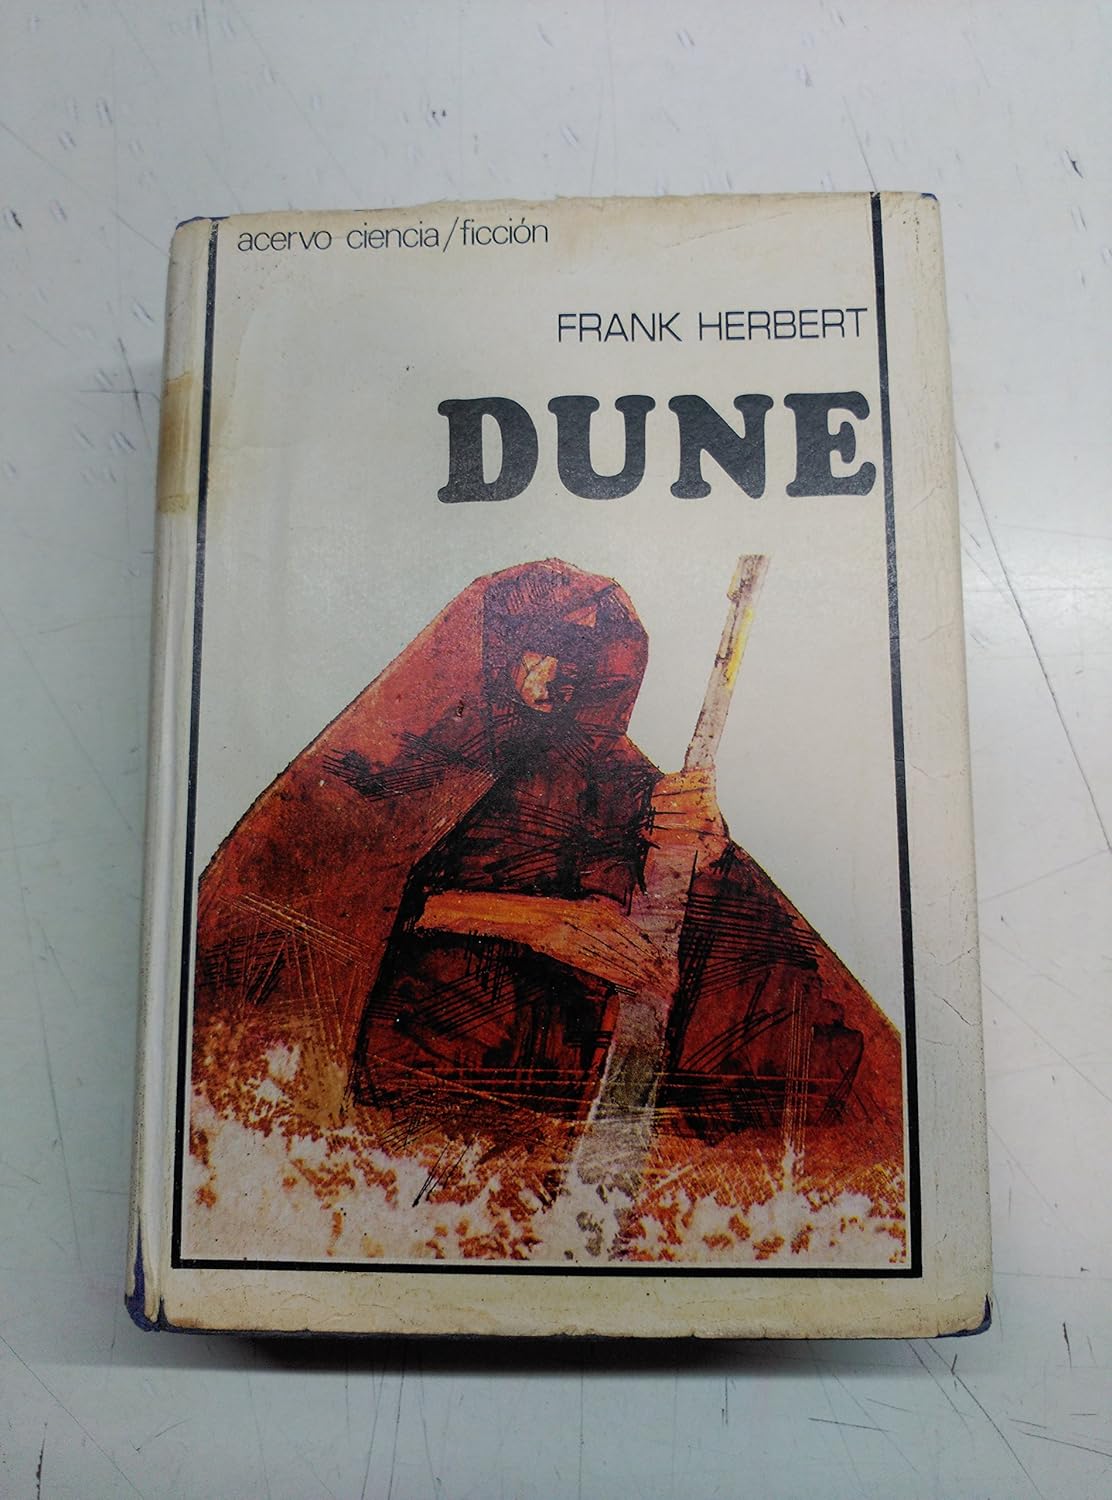 acervo ciencia/ficción
FRANK HERBERT
DUNE